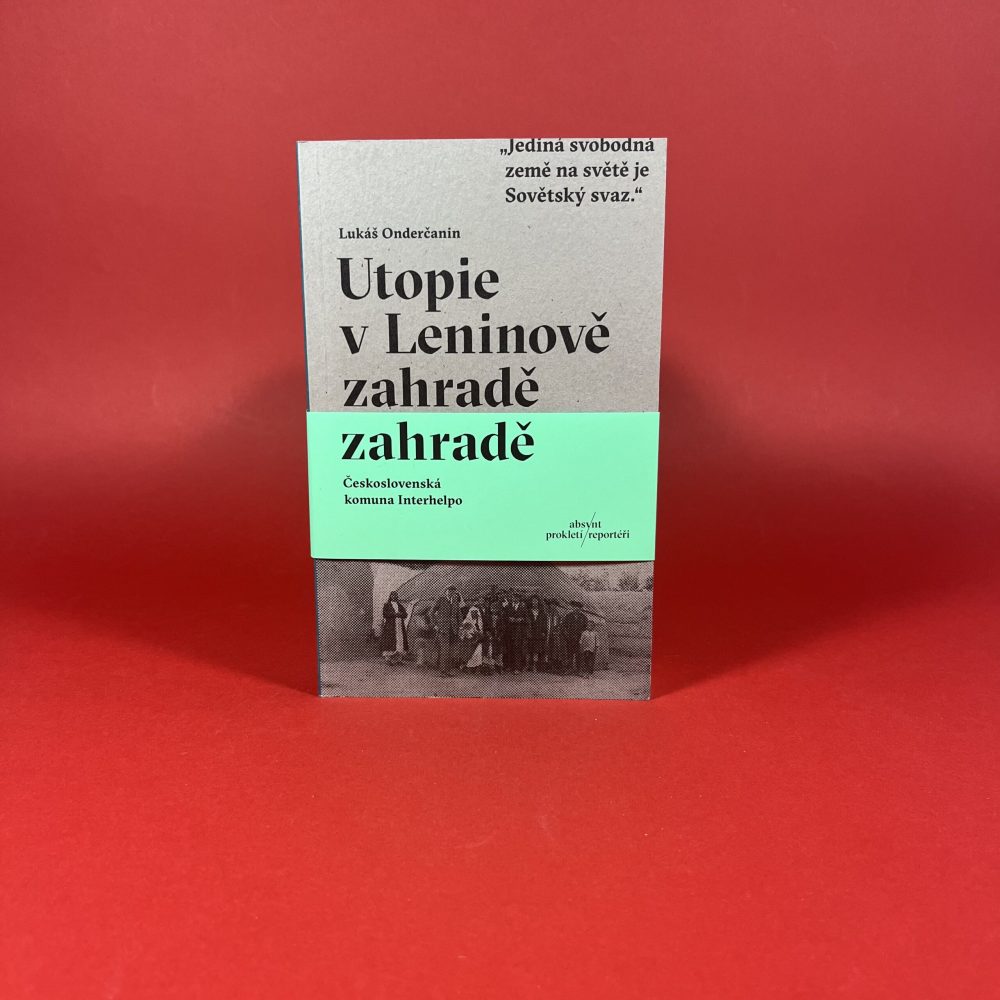 „Jediná svobodná
země na světě je
Sovětský svaz.“
Lukáš Onderčanin
Utopie
v Leninově
zahradě
zahradě
Československá
komuna Interhelpo
absynt
prokletí/reportéři